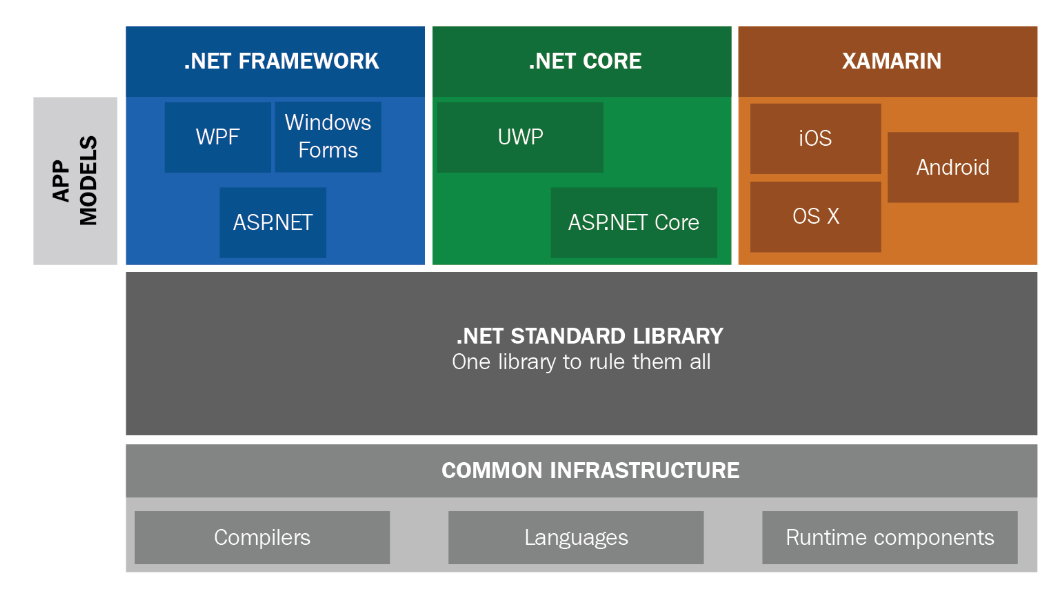 .NET FRAMEWORK
.NET CORE
XAMARIN
APP
MODELS
WPF
Windows
Forms
ASP.NET
UWP
ASP.NET Core
iOS
Android
OS X
.NET STANDARD LIBRARY
One library to rule them all
COMMON INFRASTRUCTURE
Compilers
Languages
Runtime components